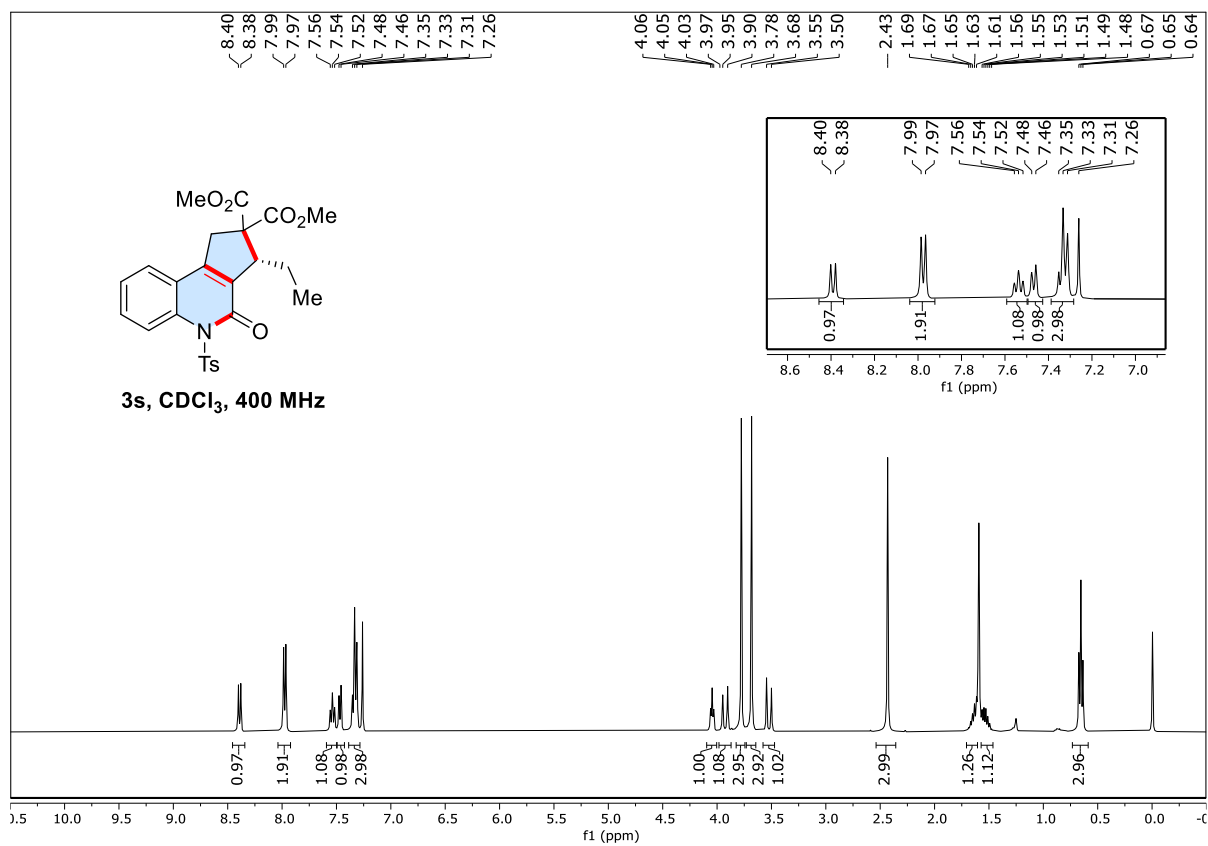 8.40 8.38 7.99 7.97 7.56 7.54 7.52 7.48 7.46 7.35 7.33 7.31 7.26
4.06 4.05 4.03 3.97 3.95 3.90 3.78 3.68 3.55 3.50
2.43
1.69 1.67 1.65 1.63 1.61 1.56 1.55 1.53 1.51 1.49 1.48 0.67 0.65 0.64
8.40 8.38 7.99 7.97 7.56 7.54 7.52 7.48 7.46 7.35 7.33 7.31 7.26
0.97 1.91 1.08 0.98 2.98
8.6 8.4 8.2 8.0 7.8 7.6 7.4 7.2 7.0
f1 (ppm)
MeO2C
CO2Me
Me
N
O
Ts
3s, CDCl3, 400 MHz
0.97 1.91 1.08 0.98 2.98 1.00 1.08 2.95 2.92 1.02 2.99 1.26 1.12 2.96
).5 10.0 9.5 9.0 8.5 8.0 7.5 7.0 6.5 6.0 5.5 5.0 4.5 4.0 3.5 3.0 2.5 2.0 1.5 1.0 0.5 0.0 -0
f1 (ppm)